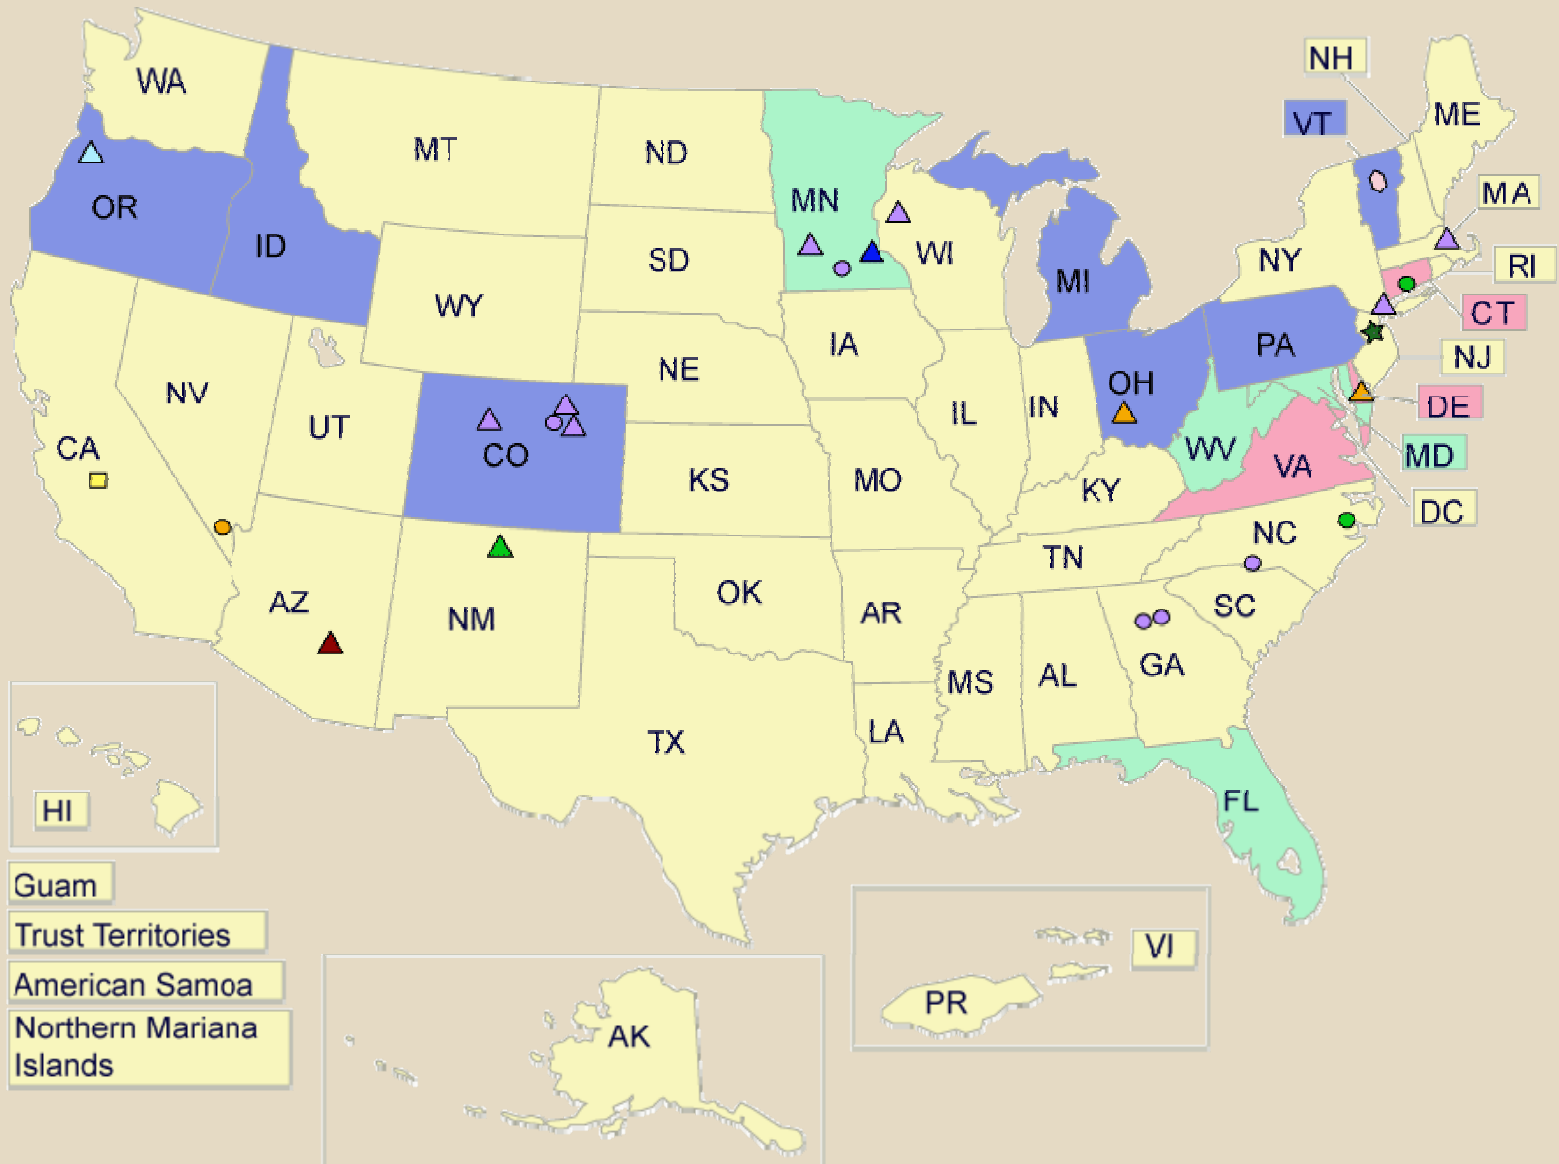 NH
WA
ME
VT
MT
ND
MA
MN
OR
ID
WI
NY
SD
RI
MI
WY
CT
IA
PA
NJ
NE
OH
NV
IN
DE
IL
UT
CA
WV
MD
CO
VA
KS
MO
KY
DC
NC
TN
OK
AZ
SC
AR
NM
GA
AL
MS
LA
TX
FL
HI
Guam
Trust Territories
VI
American Samoa
PR
Northern Mariana
Islands
AK